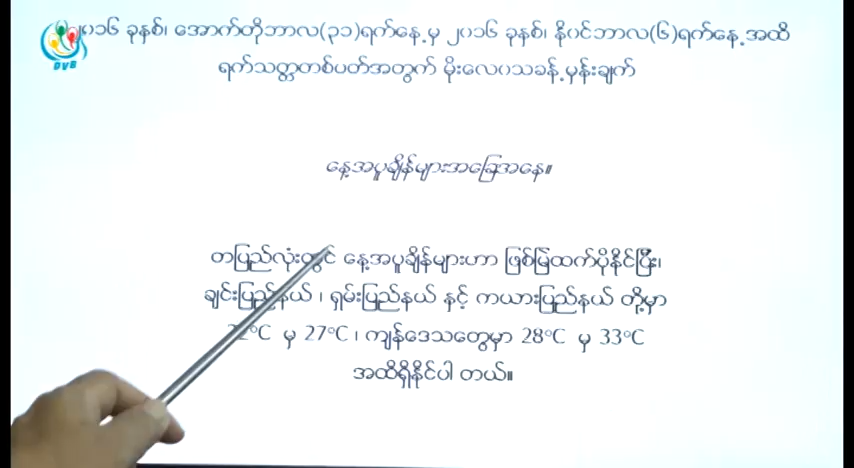 ၂၀၁၆ ခုနှစ်၊ အောက်တိုဘာလ(၃၁)ရက်နေ့မှ ၂၀၁၆ ခုနှစ်၊ နိုဝင်ဘာလ(၆)ရက်နေ့အထိ
ရက်သတ္တတစ်ပတ်အတွက် မိုးလေဝသခန့်မှန်းချက်
DVB
နေ့အပူချိန်များအခြေအနေ။
တပြည်လုံးတွင် နေ့အပူချိန်များဟာ ဖြစ်မြဲထက်ပိုနိုင်ပြီး၊
ချင်းပြည်နယ် ၊ ရှမ်းပြည်နယ် နှင့် ကယားပြည်နယ် တို့မှာ
°C မှ 27°C ၊ ကျန်ဒေသတွေမှာ 28°C မှ 33°C
အထိရှိနိုင်ပါ တယ်။